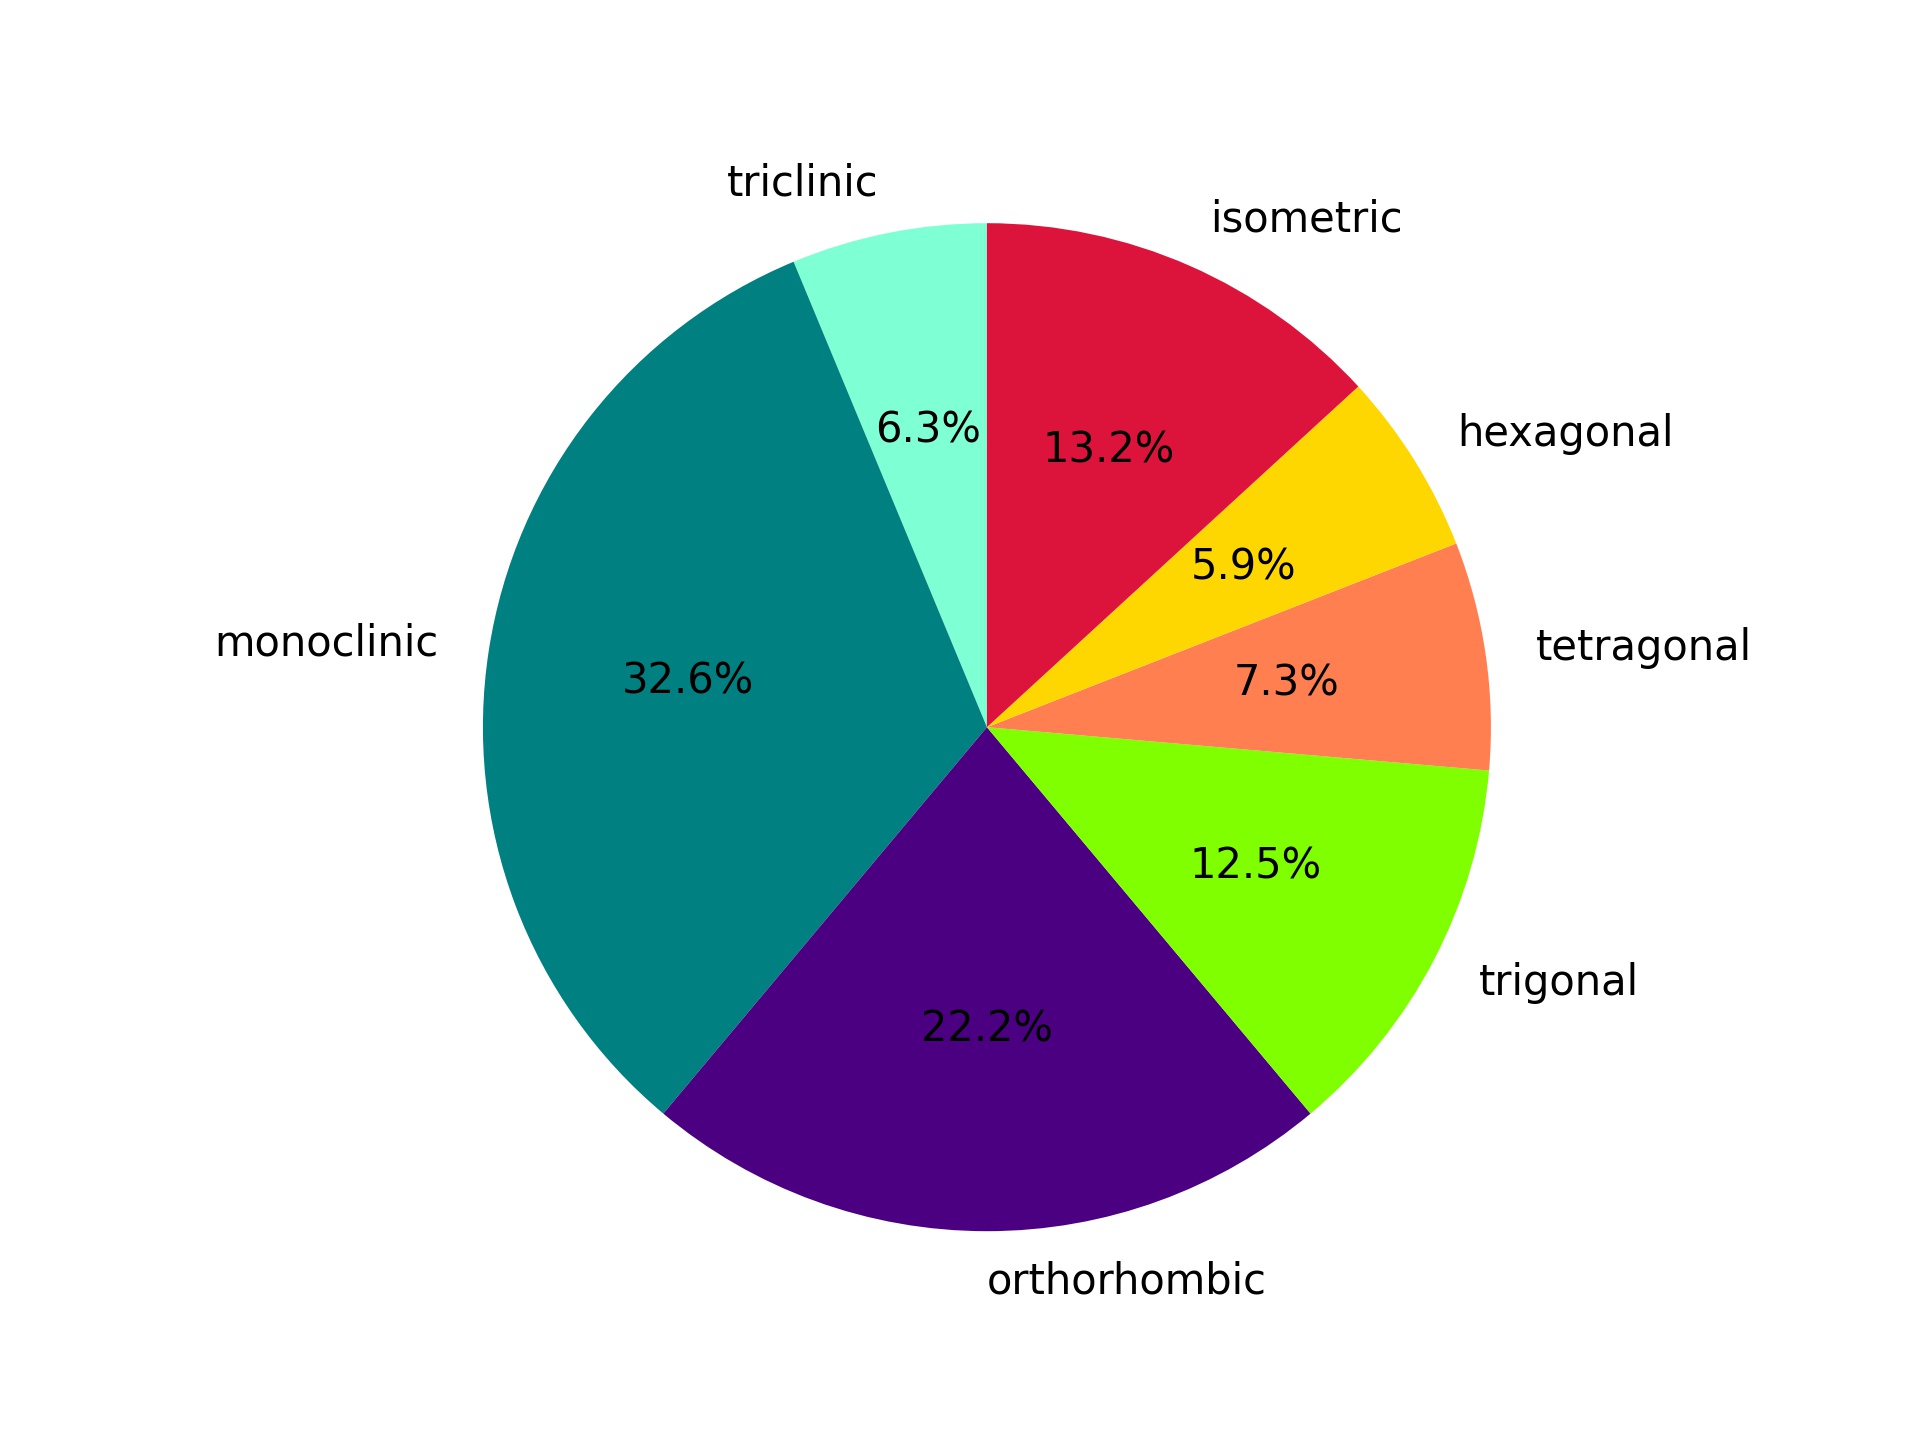 triclinic
isometric
hexagonal
6.3%
13.2%
5.9%
monoclinic
tetragonal
32.6%
7.3%
12.5%
trigonal
22.2%
orthorhombic